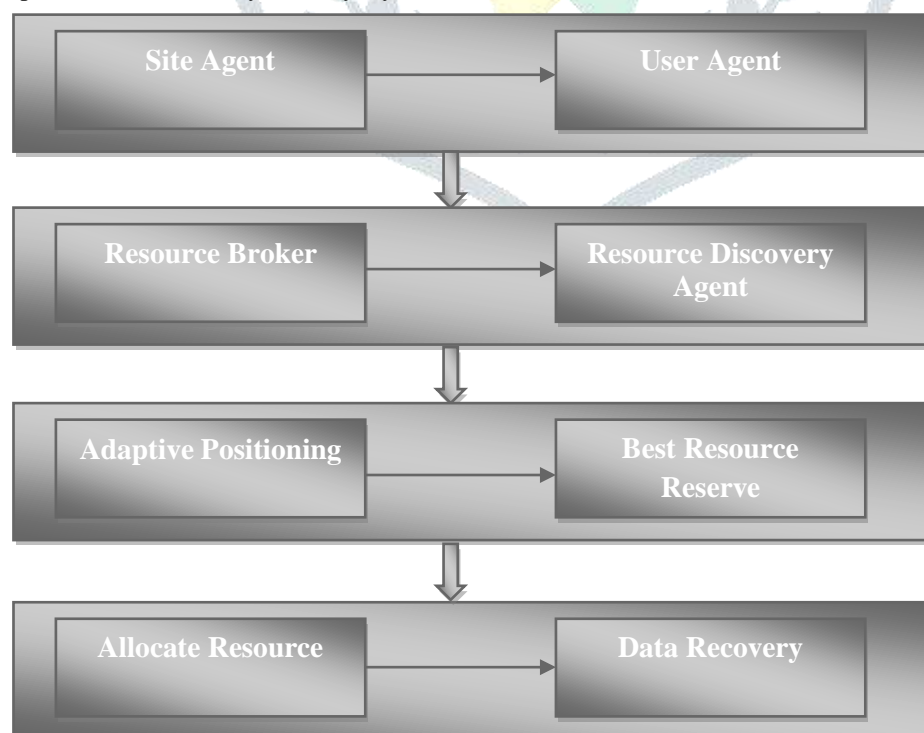 Site Agent
User Agent
Resource Broker
Resource Discovery
Agent
Adaptive Positioning
Best Resource
Reserve
Allocate Resource
Data Recovery